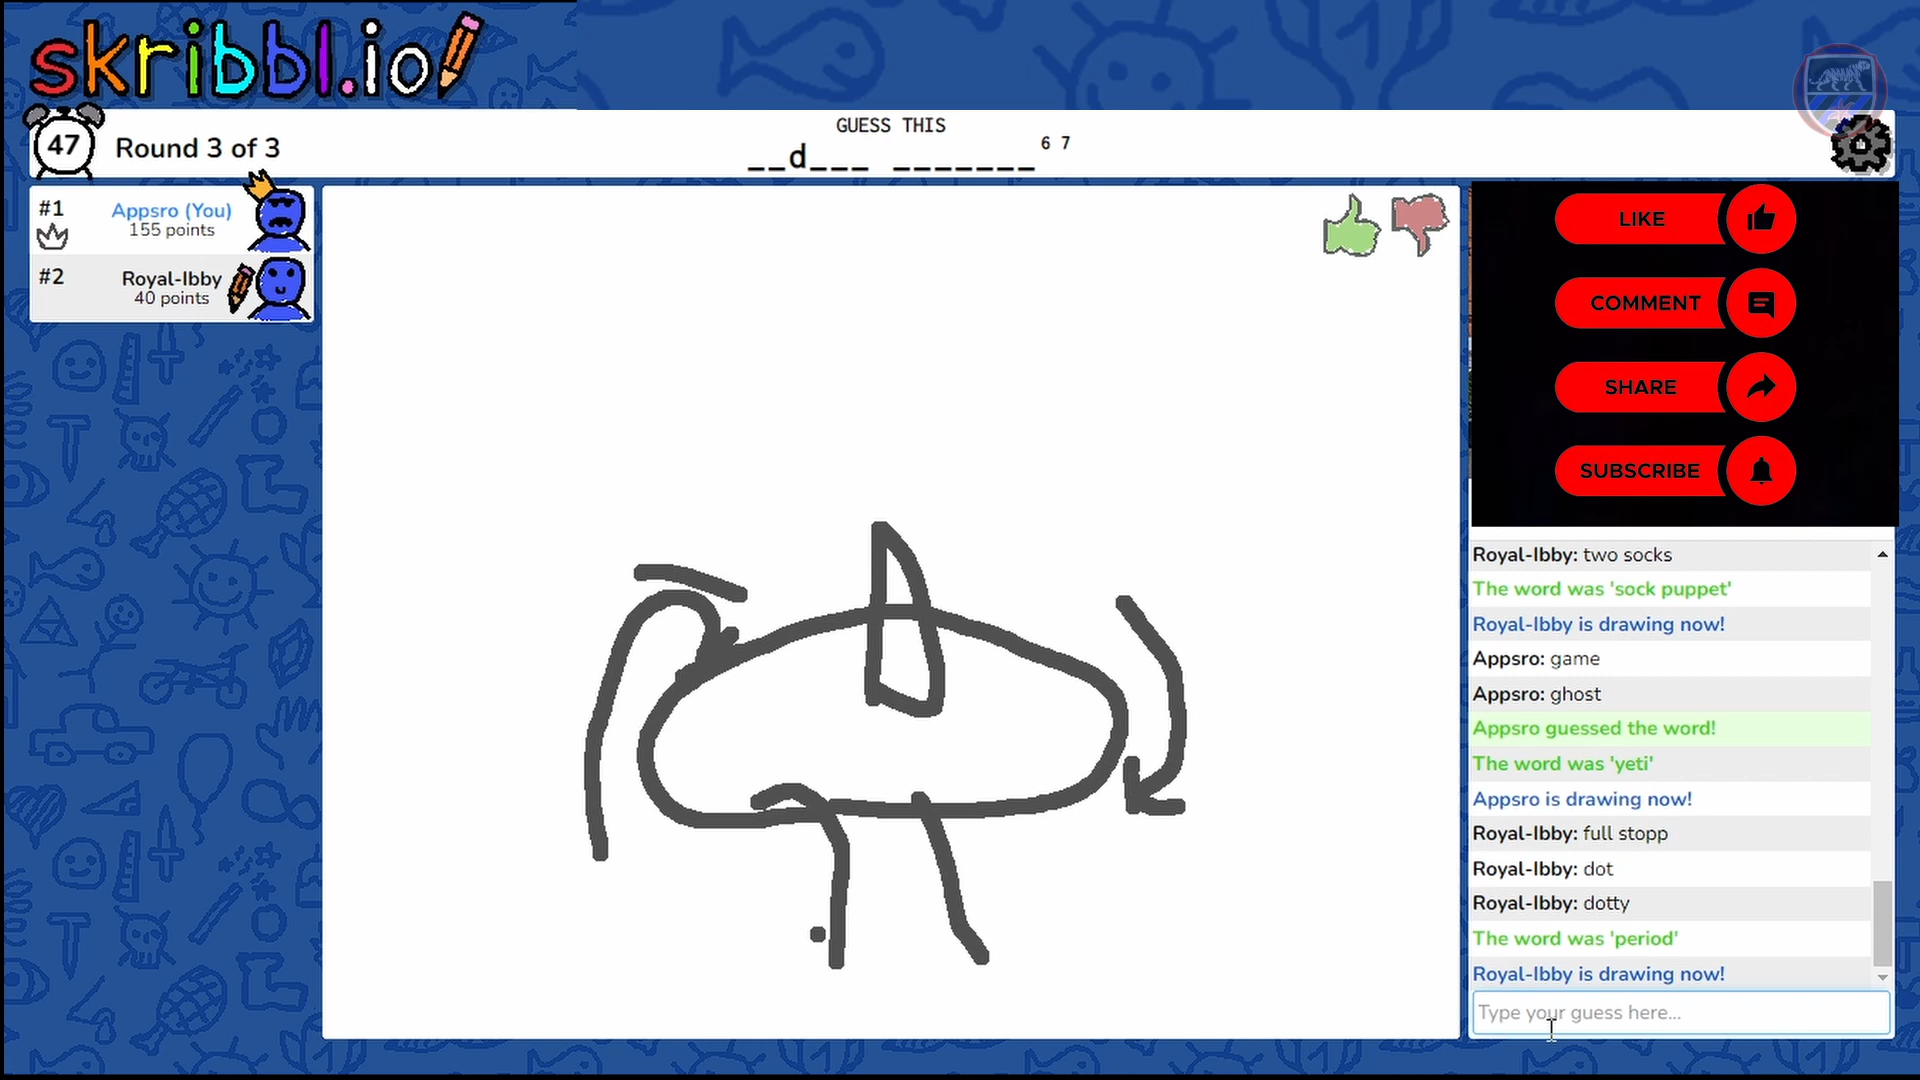 skribbl.io
47
Round 3 of 3
GUESS THIS
__d___ _______ 6 7
#1
Appsro (You)
155 points
#2
Royal-Ibby
40 points
LIKE
COMMENT
SHARE
SUBSCRIBE
Royal-Ibby: two socks
The word was 'sock puppet'
Royal-Ibby is drawing now!
Appsro: game
Appsro: ghost
Appsro guessed the word!
The word was 'yeti'
Appsro is drawing now!
Royal-Ibby: full stopp
Royal-Ibby: dot
Royal-Ibby: dotty
The word was 'period'
Royal-Ibby is drawing now!
Type your guess here...